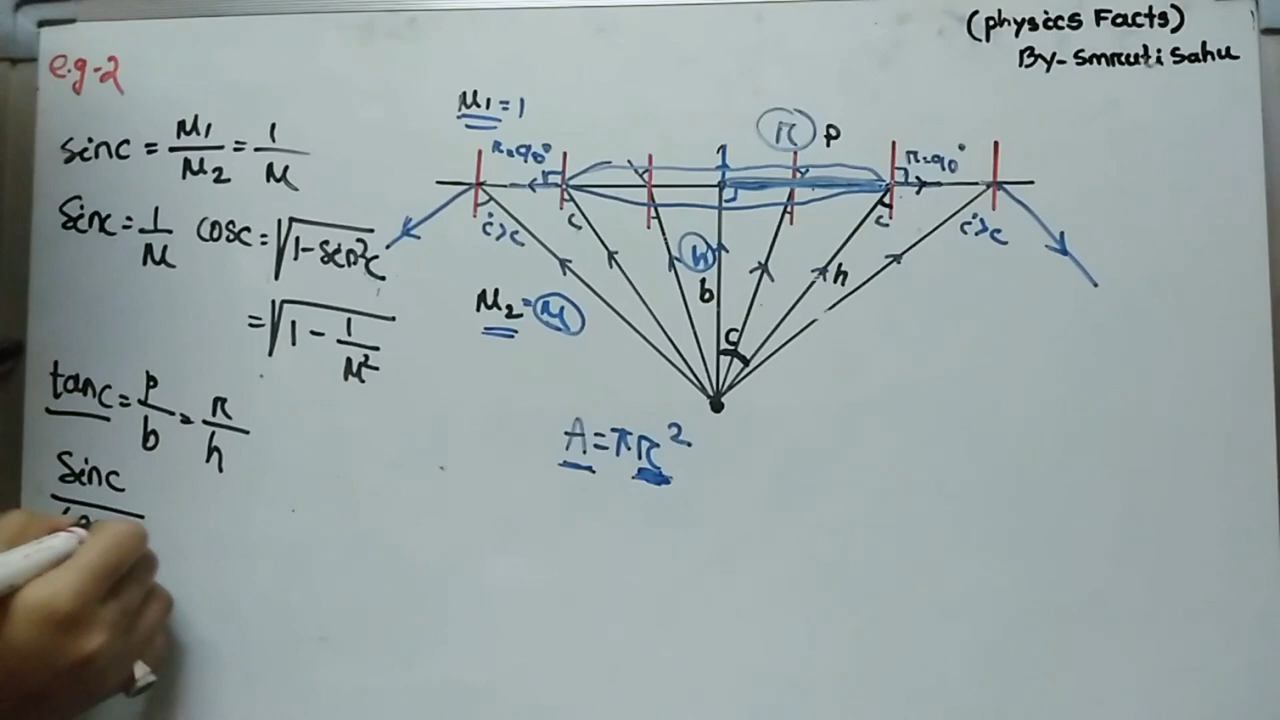 (physics Facts)
By-Smruti Sahu
e.g-2
sinc = μ1/μ2 = 1/μ
Sinc = 1/μ cosc = √1-sin²c
= √1 - 1/μ²
tanc = p/b = r/h
Sinc
μ1 = 1
r=90°
r
p
r=90°
i>c
c
h
b
c
h
i>c
μ2 = μ
C
A = πr²